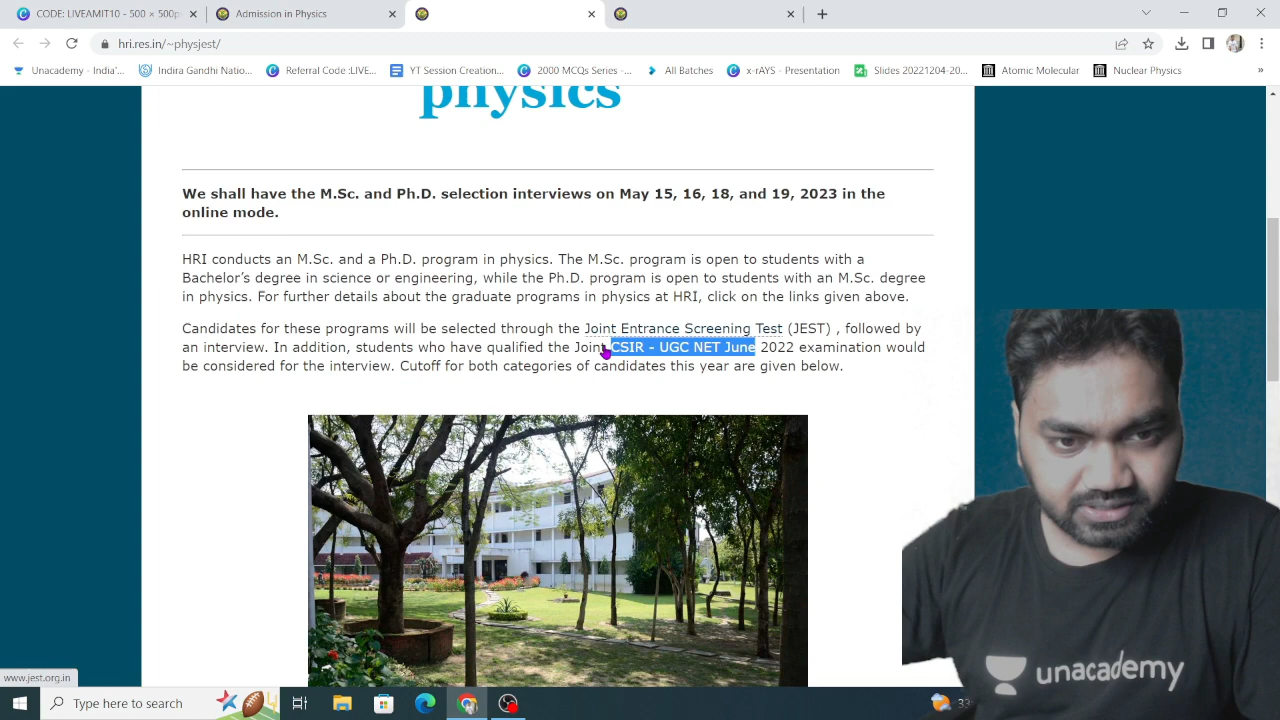 CODE: LIVEAMIT10 - 500 × 500p
Admission in Physics
hri.res.in/~physjest/
Unacademy - India'...
Indira Gandhi Natio...
Referral Code :LIVE...
YT Session Creation...
2000 MCQs Series -...
All Batches
x-rAYS - Presentation
Slides 20221204-20...
Atomic Molecular
Nuclear Physics
»
physics
We shall have the M.Sc. and Ph.D. selection interviews on May 15, 16, 18, and 19, 2023 in the
online mode.
HRI conducts an M.Sc. and a Ph.D. program in physics. The M.Sc. program is open to students with a
Bachelor's degree in science or engineering, while the Ph.D. program is open to students with an M.Sc. degree
in physics. For further details about the graduate programs in physics at HRI, click on the links given above.
Candidates for these programs will be selected through the Joint Entrance Screening Test (JEST) , followed by
an interview. In addition, students who have qualified the Joint CSIR - UGC NET June 2022 examination would
be considered for the interview. Cutoff for both categories of candidates this year are given below.
unacademy
www.jest.org.in
Type here to search
33